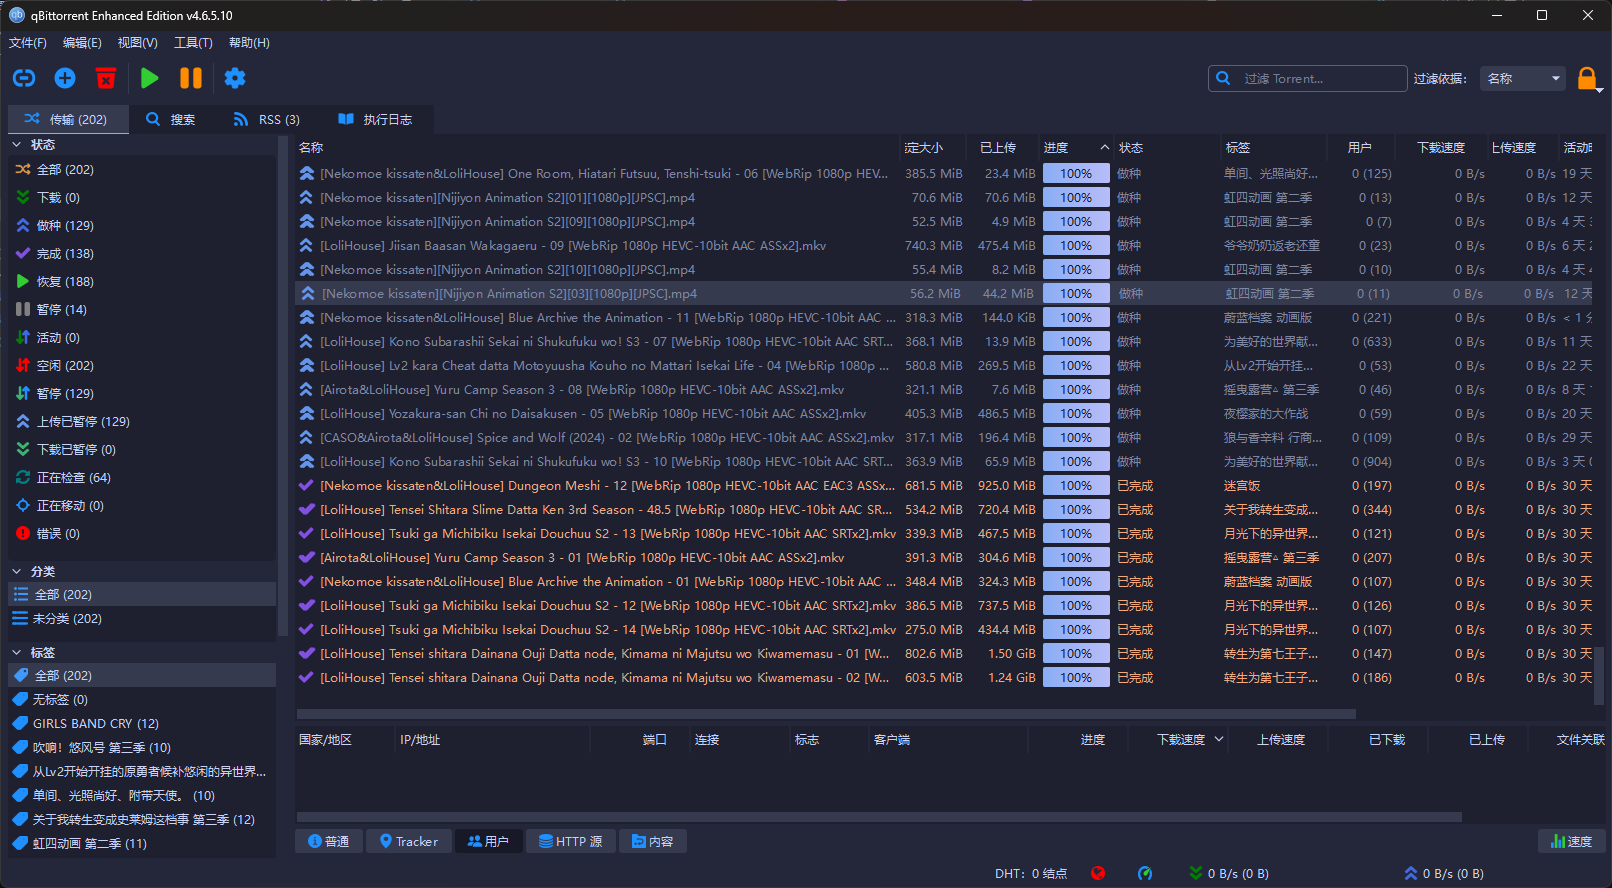 qBittorrent Enhanced Edition v4.6.5.10
文件(F) 编辑(E) 视图(V) 工具(T) 帮助(H)
过滤 Torrent... 过滤依据： 名称
传输 (202) 搜索 RSS (3) 执行日志
状态
全部 (202)
下载 (0)
做种 (129)
完成 (138)
恢复 (188)
暂停 (14)
活动 (0)
空闲 (202)
暂停 (129)
上传已暂停 (129)
下载已暂停 (0)
正在检查 (64)
正在移动 (0)
错误 (0)
分类
全部 (202)
未分类 (202)
标签
全部 (202)
无标签 (0)
GIRLS BAND CRY (12)
吹响！悠风号 第三季 (10)
从Lv2开始开挂的原勇者候补悠闲的异世界...
单间、光照尚好、附带天使。 (10)
关于我转生变成史莱姆这档事 第三季 (12)
虹四动画 第二季 (11)
名称 定大小 已上传 进度 状态 标签 用户 下载速度 上传速度 活动时
[Nekomoe kissaten&LoliHouse] One Room, Hiatari Futsuu, Tenshi-tsuki - 06 [WebRip 1080p HEV... 385.5 MiB 23.4 MiB 100% 做种 单间、光照尚好... 0 (125) 0 B/s 0 B/s 19 天
[Nekomoe kissaten][Nijiyon Animation S2][01][1080p][JPSC].mp4 70.6 MiB 70.6 MiB 100% 做种 虹四动画 第二季 0 (13) 0 B/s 0 B/s 12 天
[Nekomoe kissaten][Nijiyon Animation S2][09][1080p][JPSC].mp4 52.5 MiB 4.9 MiB 100% 做种 虹四动画 第二季 0 (7) 0 B/s 0 B/s 4 天
[LoliHouse] Jiisan Baasan Wakagaeru - 09 [WebRip 1080p HEVC-10bit AAC ASSx2].mkv 740.3 MiB 475.4 MiB 100% 做种 爷爷奶奶返老还童 0 (23) 0 B/s 0 B/s 6 天
[Nekomoe kissaten][Nijiyon Animation S2][10][1080p][JPSC].mp4 55.4 MiB 8.2 MiB 100% 做种 虹四动画 第二季 0 (10) 0 B/s 0 B/s 4 天
[Nekomoe kissaten][Nijiyon Animation S2][03][1080p][JPSC].mp4 56.2 MiB 44.2 MiB 100% 做种 虹四动画 第二季 0 (11) 0 B/s 0 B/s 12 天
[Nekomoe kissaten&LoliHouse] Blue Archive the Animation - 11 [WebRip 1080p HEVC-10bit AAC ... 318.3 MiB 144.0 KiB 100% 做种 蔚蓝档案 动画版 0 (221) 0 B/s 0 B/s < 1 分
[LoliHouse] Kono Subarashii Sekai ni Shukufuku wo! S3 - 07 [WebRip 1080p HEVC-10bit AAC SRT... 368.1 MiB 13.9 MiB 100% 做种 为美好的世界献... 0 (633) 0 B/s 0 B/s 11 天
[LoliHouse] Lv2 kara Cheat datta Motoyuusha Kouho no Mattari Isekai Life - 04 [WebRip 1080p ... 580.8 MiB 269.5 MiB 100% 做种 从Lv2开始开挂... 0 (53) 0 B/s 0 B/s 22 天
[Airota&LoliHouse] Yuru Camp Season 3 - 08 [WebRip 1080p HEVC-10bit AAC ASSx2].mkv 321.1 MiB 7.6 MiB 100% 做种 摇曳露营△ 第三季 0 (46) 0 B/s 0 B/s 8 天
[LoliHouse] Yozakura-san Chi no Daisakusen - 05 [WebRip 1080p HEVC-10bit AAC ASSx2].mkv 405.3 MiB 486.5 MiB 100% 做种 夜樱家的大作战 0 (59) 0 B/s 0 B/s 20 天
[CASO&Airota&LoliHouse] Spice and Wolf (2024) - 02 [WebRip 1080p HEVC-10bit AAC ASSx2].mkv 317.1 MiB 196.4 MiB 100% 做种 狼与香辛料 行商... 0 (109) 0 B/s 0 B/s 29 天
[LoliHouse] Kono Subarashii Sekai ni Shukufuku wo! S3 - 10 [WebRip 1080p HEVC-10bit AAC SRT... 363.9 MiB 65.9 MiB 100% 做种 为美好的世界献... 0 (904) 0 B/s 0 B/s 3 天
[Nekomoe kissaten&LoliHouse] Dungeon Meshi - 12 [WebRip 1080p HEVC-10bit AAC EAC3 ASSx... 681.5 MiB 925.0 MiB 100% 已完成 迷宫饭 0 (197) 0 B/s 0 B/s 30 天
[LoliHouse] Tensei Shitara Slime Datta Ken 3rd Season - 48.5 [WebRip 1080p HEVC-10bit AAC SR... 534.2 MiB 720.4 MiB 100% 已完成 关于我转生变成... 0 (344) 0 B/s 0 B/s 30 天
[LoliHouse] Tsuki ga Michibiku Isekai Douchuu S2 - 13 [WebRip 1080p HEVC-10bit AAC SRTx2].mkv 339.3 MiB 467.5 MiB 100% 已完成 月光下的异世界... 0 (121) 0 B/s 0 B/s 30 天
[Airota&LoliHouse] Yuru Camp Season 3 - 01 [WebRip 1080p HEVC-10bit AAC ASSx2].mkv 391.3 MiB 304.6 MiB 100% 已完成 摇曳露营△ 第三季 0 (207) 0 B/s 0 B/s 30 天
[Nekomoe kissaten&LoliHouse] Blue Archive the Animation - 01 [WebRip 1080p HEVC-10bit AAC ... 348.4 MiB 324.3 MiB 100% 已完成 蔚蓝档案 动画版 0 (107) 0 B/s 0 B/s 30 天
[LoliHouse] Tsuki ga Michibiku Isekai Douchuu S2 - 12 [WebRip 1080p HEVC-10bit AAC SRTx2].mkv 386.5 MiB 737.5 MiB 100% 已完成 月光下的异世界... 0 (126) 0 B/s 0 B/s 30 天
[LoliHouse] Tsuki ga Michibiku Isekai Douchuu S2 - 14 [WebRip 1080p HEVC-10bit AAC SRTx2].mkv 275.0 MiB 434.4 MiB 100% 已完成 月光下的异世界... 0 (107) 0 B/s 0 B/s 30 天
[LoliHouse] Tensei shitara Dainana Ouji Datta node, Kimama ni Majutsu wo Kiwamemasu - 01 [W... 802.6 MiB 1.50 GiB 100% 已完成 转生为第七王子... 0 (147) 0 B/s 0 B/s 30 天
[LoliHouse] Tensei shitara Dainana Ouji Datta node, Kimama ni Majutsu wo Kiwamemasu - 02 [W... 603.5 MiB 1.24 GiB 100% 已完成 转生为第七王子... 0 (186) 0 B/s 0 B/s 30 天
国家/地区 IP/地址 端口 连接 标志 客户端 进度 下载速度 上传速度 已下载 已上传 文件关联
普通 Tracker 用户 HTTP 源 内容 速度
DHT：0 结点 0 B/s (0 B) 0 B/s (0 B)